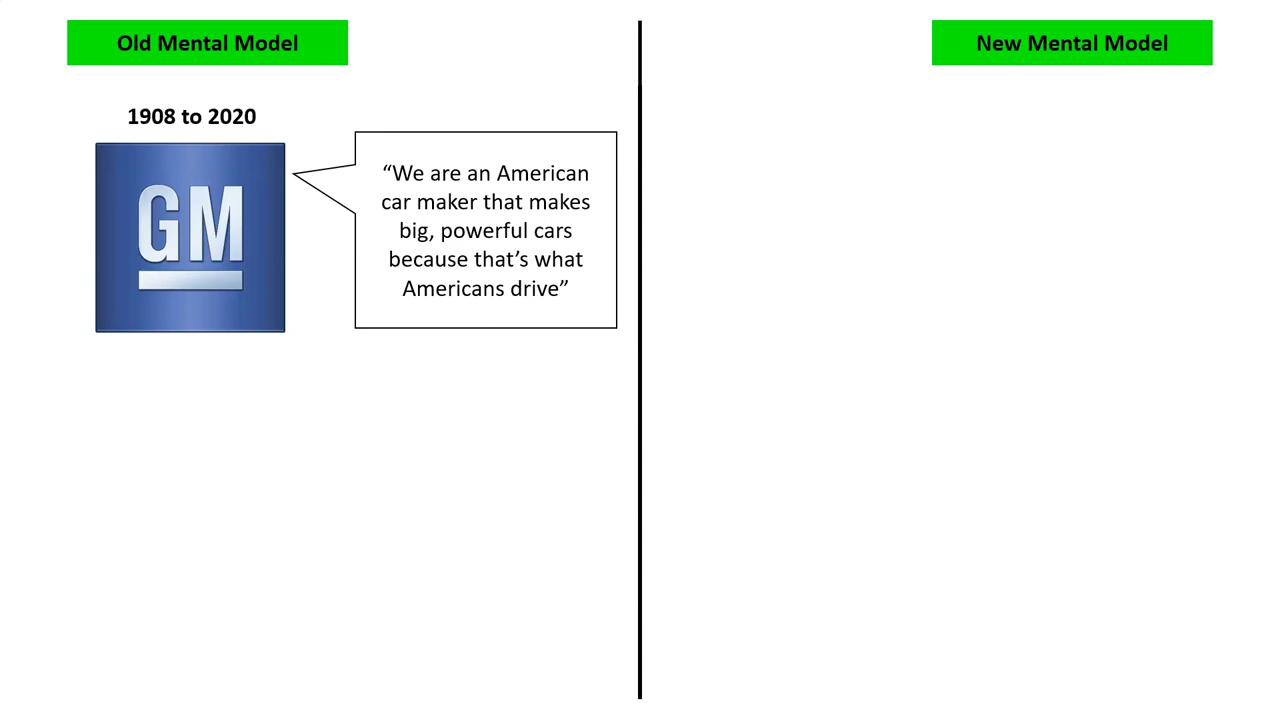 Old Mental Model
New Mental Model
1908 to 2020
GM
“We are an American
car maker that makes
big, powerful cars
because that’s what
Americans drive”